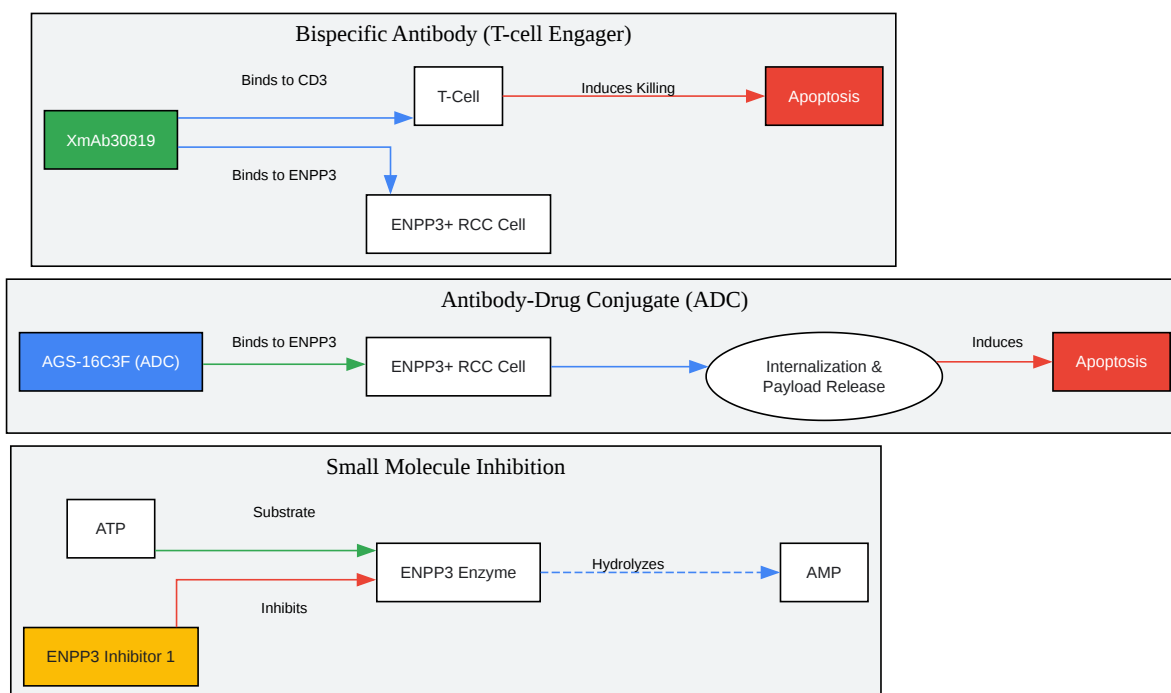 Bispecific Antibody (T-cell Engager)
Binds to CD3
T-Cell
Induces Killing
Apoptosis
XmAb30819
Binds to ENPP3
ENPP3+ RCC Cell
Antibody-Drug Conjugate (ADC)
AGS-16C3F (ADC)
Binds to ENPP3
ENPP3+ RCC Cell
Internalization &
Payload Release
Induces
Apoptosis
Small Molecule Inhibition
ATP
Substrate
ENPP3 Enzyme
Hydrolyzes
AMP
Inhibits
ENPP3 Inhibitor 1